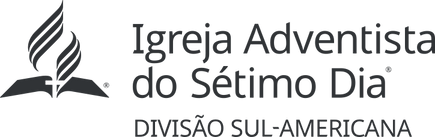 Igreja Adventista
do Sétimo Dia®
DIVISÃO SUL-AMERICANA
®